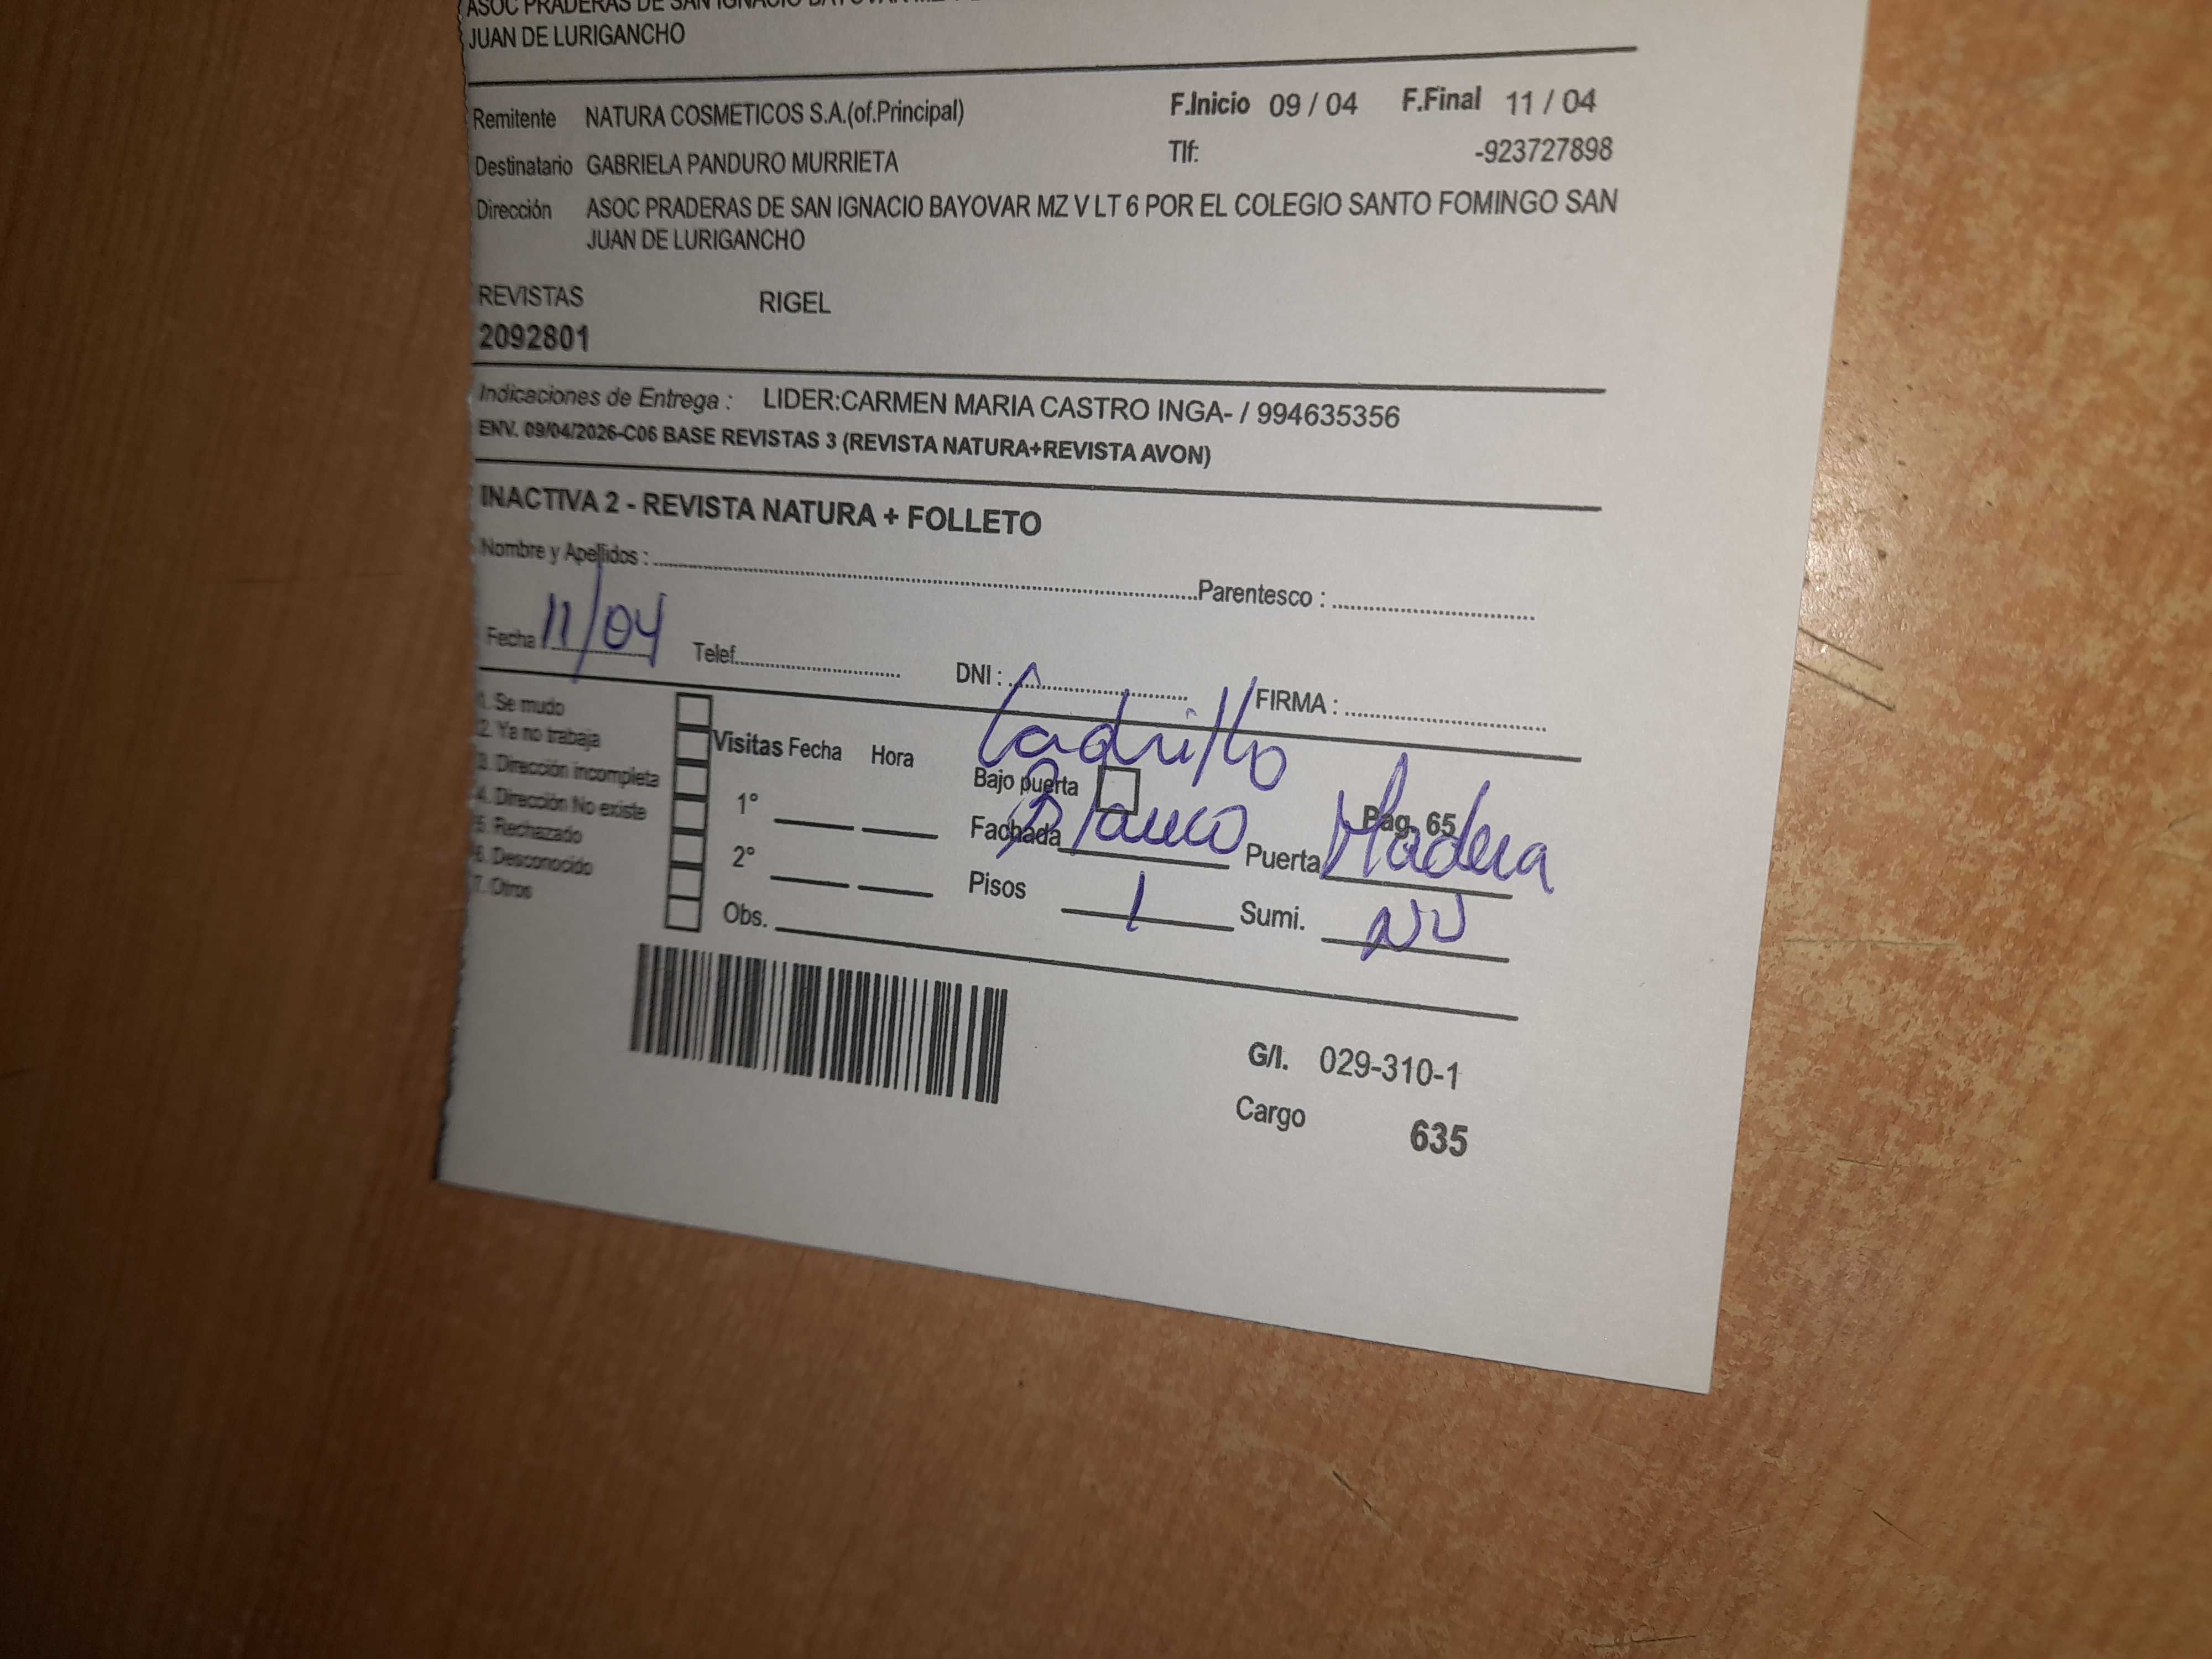 ASOC PRADERAS DE SAN IGNACIO BAYOVAR
JUAN DE LURIGANCHO
Remitente NATURA COSMETICOS S.A.(of.Principal) F.Inicio 09 / 04 F.Final 11 / 04
Destinatario GABRIELA PANDURO MURRIETA Tlf: -923727898
Dirección ASOC PRADERAS DE SAN IGNACIO BAYOVAR MZ V LT 6 POR EL COLEGIO SANTO FOMINGO SAN
JUAN DE LURIGANCHO
REVISTAS RIGEL
2092801
Indicaciones de Entrega : LIDER:CARMEN MARIA CASTRO INGA- / 994635356
ENV. 09/04/2026-C06 BASE REVISTAS 3 (REVISTA NATURA+REVISTA AVON)
INACTIVA 2 - REVISTA NATURA + FOLLETO
Nombre y Apellidos : Parentesco :
Fecha 11/04 Telef. DNI : FIRMA :
1. Se mudo
2. Ya no trabaja
3. Dirección incompleta
4. Dirección No existe
5. Rechazado
6. Desconocido
7. Otros
Visitas Fecha Hora
1°
2°
Obs.
Ladrillo
Bajo puerta Pag. 65
Fachada Blanco Puerta Madera
Pisos 1 Sumi.
G/I. 029-310-1
Cargo 635